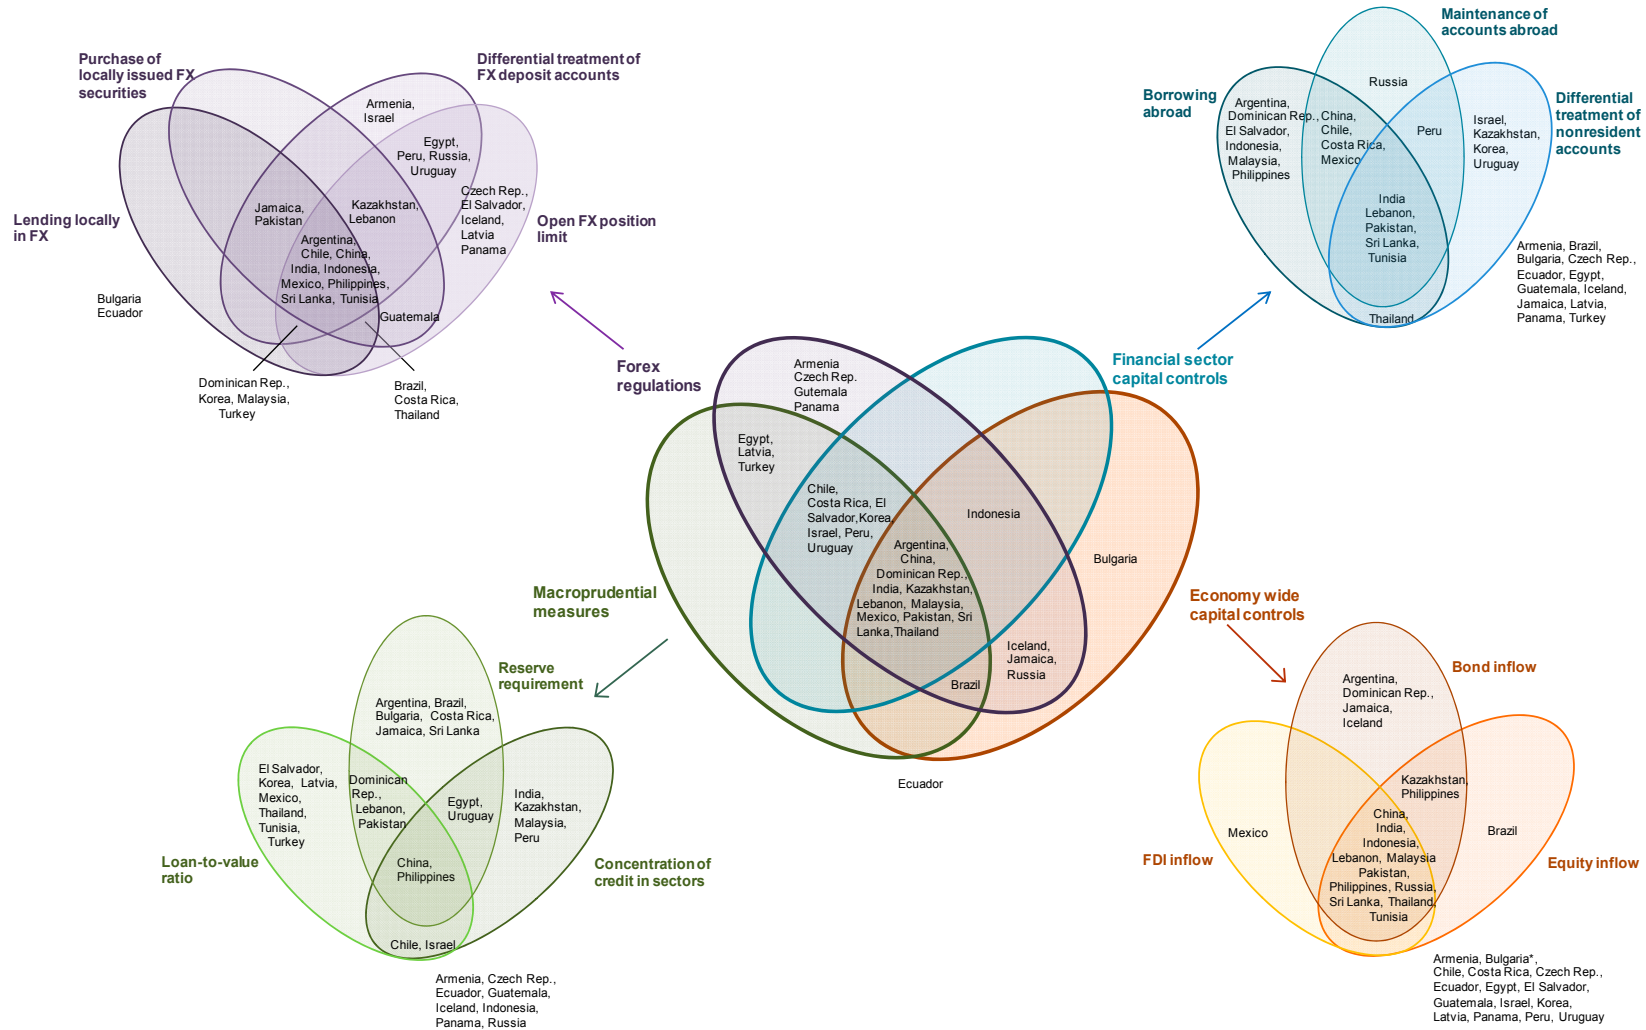 Purchase of
locally issued FX
securities
Differential treatment of
FX deposit accounts
Armenia,
Israel
Egypt,
Peru, Russia,
Uruguay
Czech Rep.,
El Salvador,
Iceland,
Latvia
Panama
Lending locally
in FX
Open FX position
limit
Jamaica,
Pakistan
Kazakhstan,
Lebanon
Argentina,
Chile, China,
India, Indonesia,
Mexico, Philippines,
Sri Lanka, Tunisia
Guatemala
Bulgaria
Ecuador
Dominican Rep.,
Korea, Malaysia,
Turkey
Brazil,
Costa Rica,
Thailand
Maintenance of
accounts abroad
Borrowing
abroad
Differential
treatment of
nonresident
accounts
Russia
Argentina,
Dominican Rep.,
El Salvador,
Indonesia,
Malaysia,
Philippines
China,
Chile,
Costa Rica,
Mexico
Peru
Israel,
Kazakhstan,
Korea,
Uruguay
India
Lebanon,
Pakistan,
Sri Lanka,
Tunisia
Thailand
Armenia, Brazil,
Bulgaria, Czech Rep.,
Ecuador, Egypt,
Guatemala, Iceland,
Jamaica, Latvia,
Panama, Turkey
Forex
regulations
Financial sector
capital controls
Macroprudential
measures
Economy wide
capital controls
Armenia
Czech Rep.
Gutemala
Panama
Egypt,
Latvia,
Turkey
Chile,
Costa Rica, El
Salvador,Korea,
Israel, Peru,
Uruguay
Indonesia
Argentina,
China,
Dominican Rep.,
India, Kazakhstan,
Lebanon, Malaysia,
Mexico, Pakistan, Sri
Lanka,Thailand
Bulgaria
Iceland,
Jamaica,
Russia
Brazil
Ecuador
Reserve
requirement
Argentina, Brazil,
Bulgaria, Costa Rica,
Jamaica, Sri Lanka
El Salvador,
Korea, Latvia,
Mexico,
Thailand,
Tunisia,
Turkey
Dominican
Rep.,
Lebanon,
Pakistan
Egypt,
Uruguay
India,
Kazakhstan,
Malaysia,
Peru
Loan-to-value
ratio
China,
Philippines
Concentration of
credit in sectors
Chile, Israel
Armenia, Czech Rep.,
Ecuador, Guatemala,
Iceland, Indonesia,
Panama, Russia
Bond inflow
Argentina,
Dominican Rep.,
Jamaica,
Iceland
Kazakhstan,
Philippines
Mexico
China,
India,
Indonesia,
Lebanon, Malaysia
Pakistan,
Philippines, Russia,
Sri Lanka, Thailand,
Tunisia
Brazil
FDI inflow
Equity inflow
Armenia, Bulgaria*,
Chile, Costa Rica, Czech Rep.,
Ecuador, Egypt, El Salvador,
Guatemala, Israel, Korea,
Latvia, Panama, Peru, Uruguay